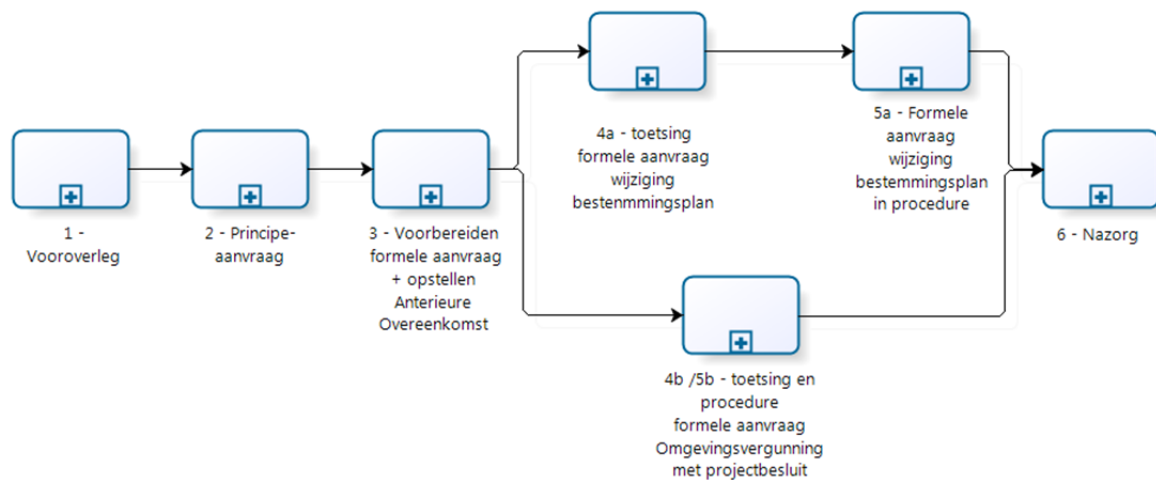 1 -
Vooroverleg
2 - Principe-
aanvraag
3 - Voorbereiden
formele aanvraag
+ opstellen
Anterieure
Overeenkomst
4a - toetsing
formele aanvraag
wijziging
bestenmmingsplan
5a - Formele
aanvraag
wijziging
bestemmingsplan
in procedure
4b /5b - toetsing en
procedure
formele aanvraag
Omgevingsvergunning
met projectbesluit
6 - Nazorg